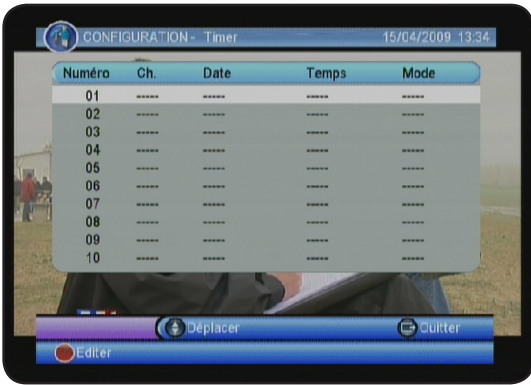 CONFIGURATION - Timer 15/04/2009 13:34
Numéro Ch. Date Temps Mode
01 ----- ----- ----- -----
02 ----- ----- ----- -----
03 ----- ----- ----- -----
04 ----- ----- ----- -----
05 ----- ----- ----- -----
06 ----- ----- ----- -----
07 ----- ----- ----- -----
08 ----- ----- ----- -----
09 ----- ----- ----- -----
10 ----- ----- ----- -----
Déplacer Quitter
Editer